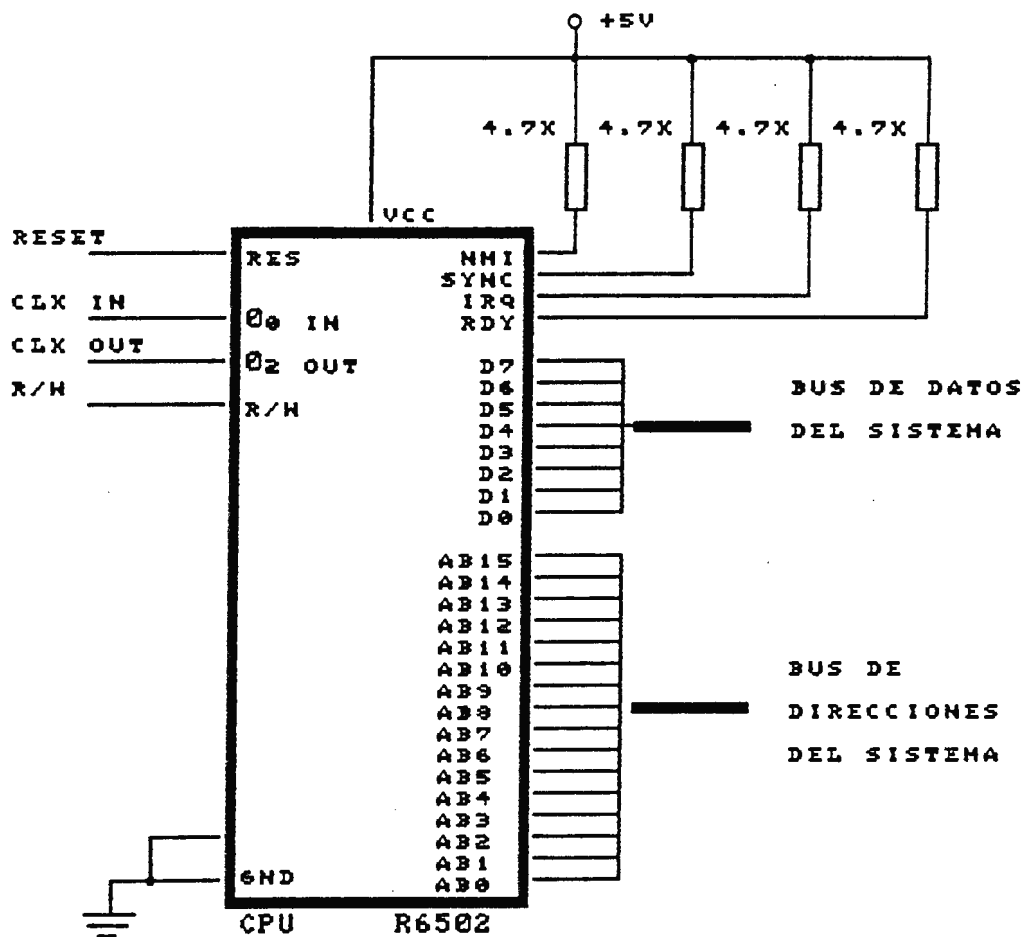 +5V
4.7K 4.7K 4.7K 4.7K
VCC
RESET
RES
NMI
SYNC
CLK IN
IRQ
Ø0 IN
RDY
CLK OUT
Ø2 OUT
R/W
R/W
D7
D6
D5
D4
D3
D2
D1
D0
BUS DE DATOS
DEL SISTEMA
AB15
AB14
AB13
AB12
AB11
AB10
AB9
AB8
AB7
AB6
AB5
AB4
AB3
AB2
AB1
AB0
BUS DE
DIRECCIONES
DEL SISTEMA
GND
CPU R6502